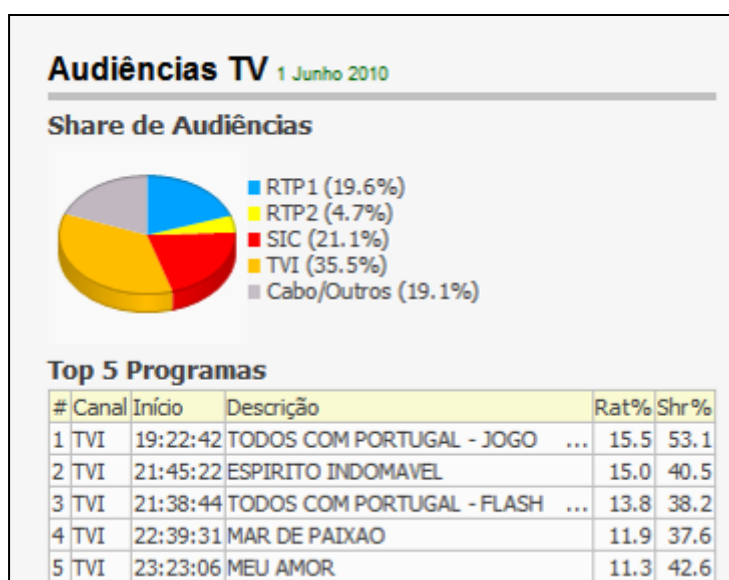 Audiências TV 1 Junho 2010
Share de Audiências
RTP1 (19.6%)
RTP2 (4.7%)
SIC (21.1%)
TVI (35.5%)
Cabo/Outros (19.1%)
Top 5 Programas
# Canal Início Descrição Rat% Shr%
1 TVI 19:22:42 TODOS COM PORTUGAL - JOGO ... 15.5 53.1
2 TVI 21:45:22 ESPIRITO INDOMAVEL 15.0 40.5
3 TVI 21:38:44 TODOS COM PORTUGAL - FLASH ... 13.8 38.2
4 TVI 22:39:31 MAR DE PAIXAO 11.9 37.6
5 TVI 23:23:06 MEU AMOR 11.3 42.6